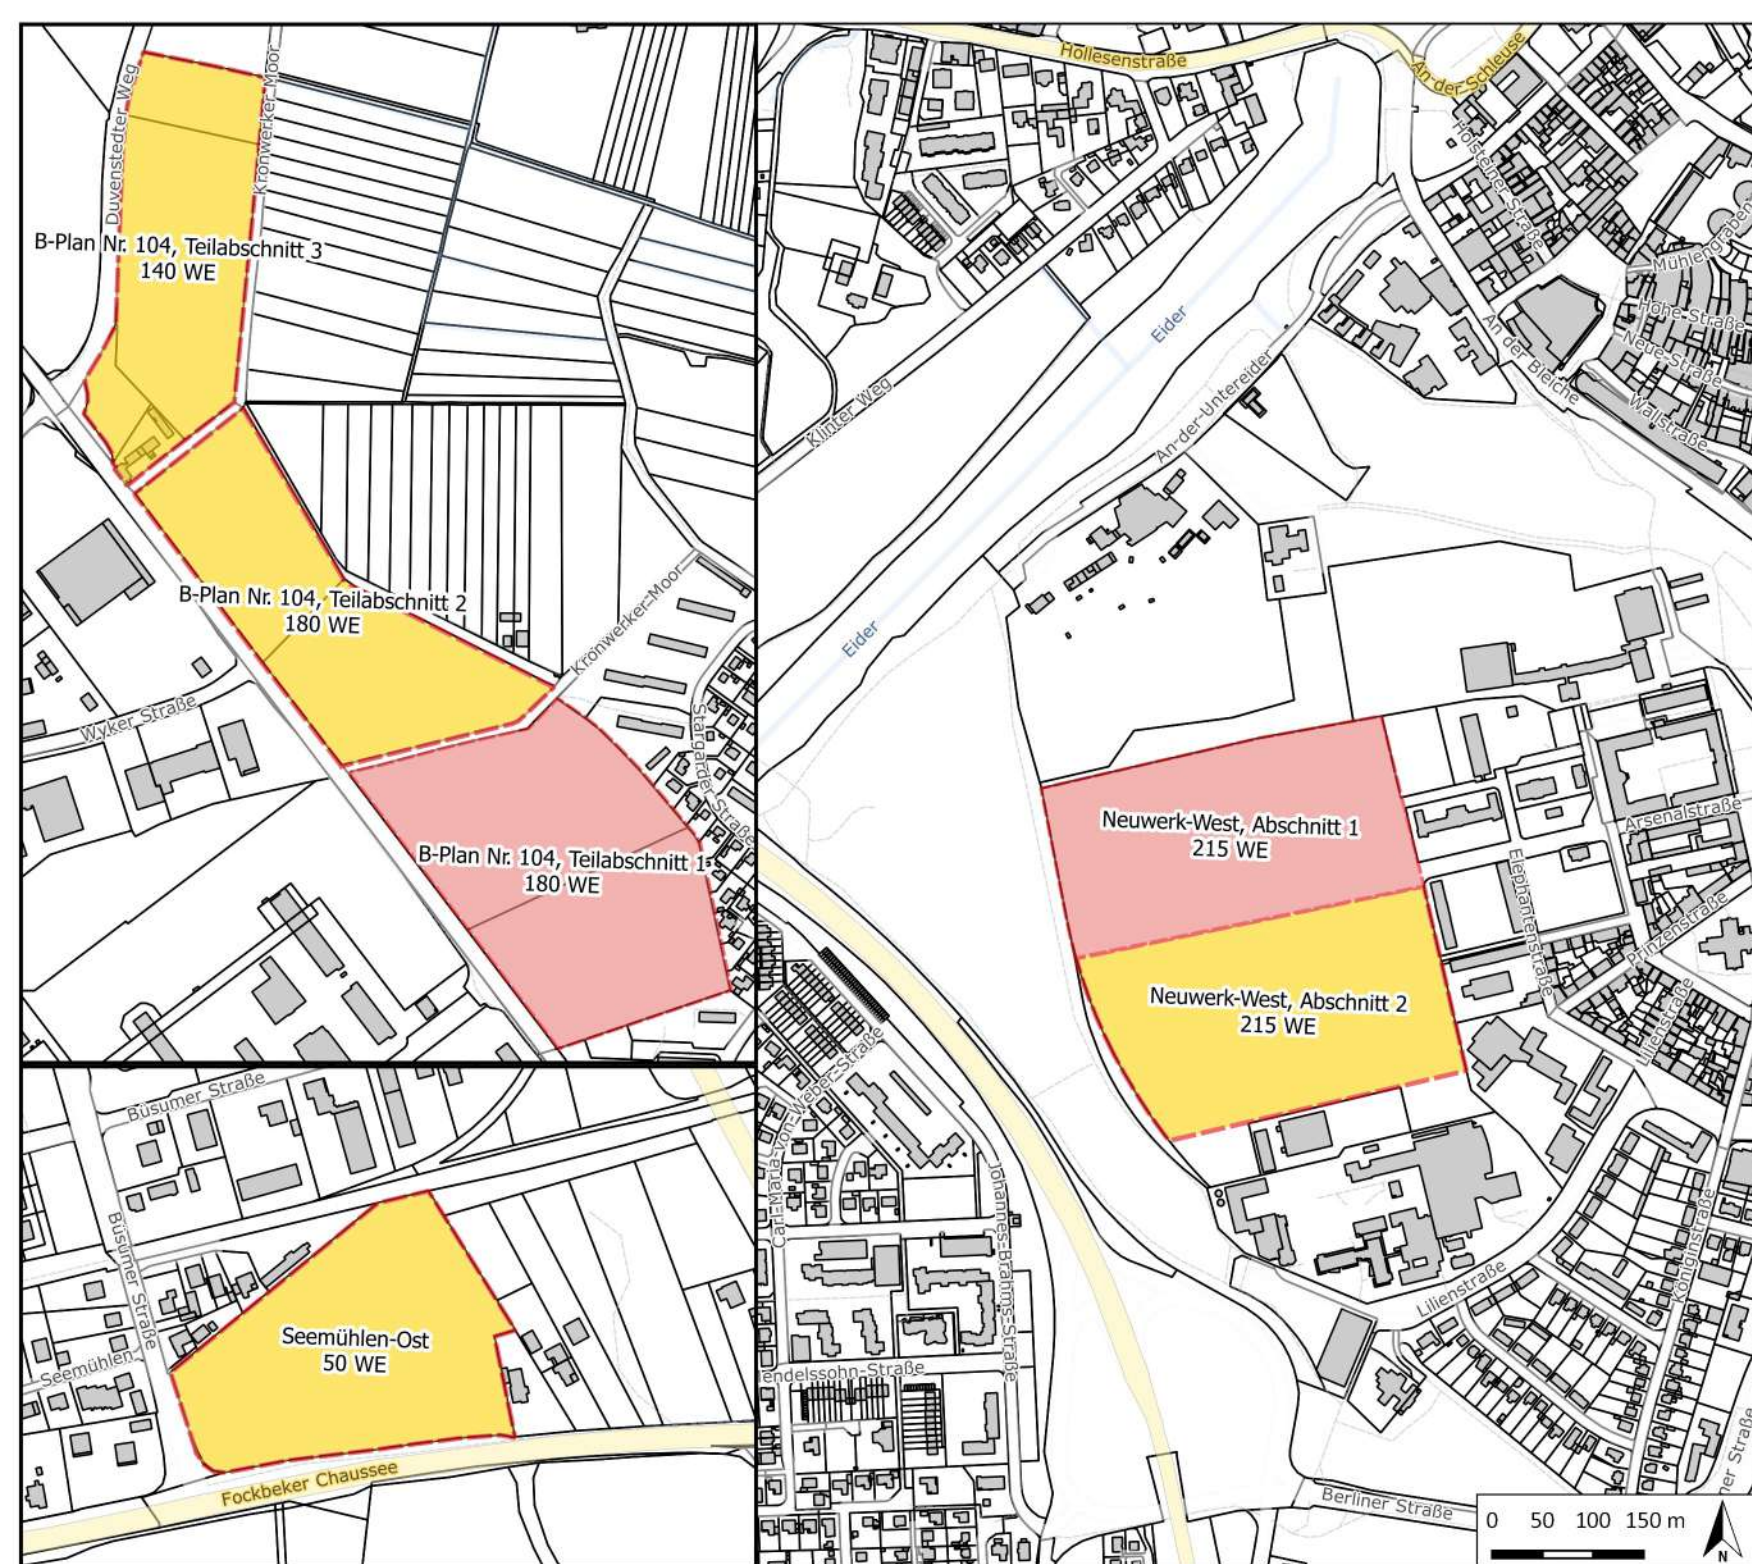 Duvenstedter Weg
Kronwerker Moor
B-Plan Nr. 104, Teilabschnitt 3
140 WE
B-Plan Nr. 104, Teilabschnitt 2
180 WE
Kronwerker Moor
Wyker Straße
Stargarder Straße
B-Plan Nr. 104, Teilabschnitt 1
180 WE
Büsumer Straße
Büsumer Straße
Seemühlen
Seemühlen-Ost
50 WE
Fockbeker Chaussee
Hollesenstraße
An der Schleuse
Holsteiner Straße
Mühlengraben
Hohe Straße
Neue Straße
An der Bleiche
Wallstraße
Eider
Klinter Weg
An der Untereider
Eider
Neuwerk-West, Abschnitt 1
215 WE
Arsenalstraße
Elephantenstraße
Prinzenstraße
Neuwerk-West, Abschnitt 2
215 WE
Lilienstraße
Carl-Maria-von-Weber-Straße
Johannes-Brahms-Straße
Königinstraße
Lilienstraße
endelssohn-Straße
Berliner Straße
ner Straße
0 50 100 150 m
N